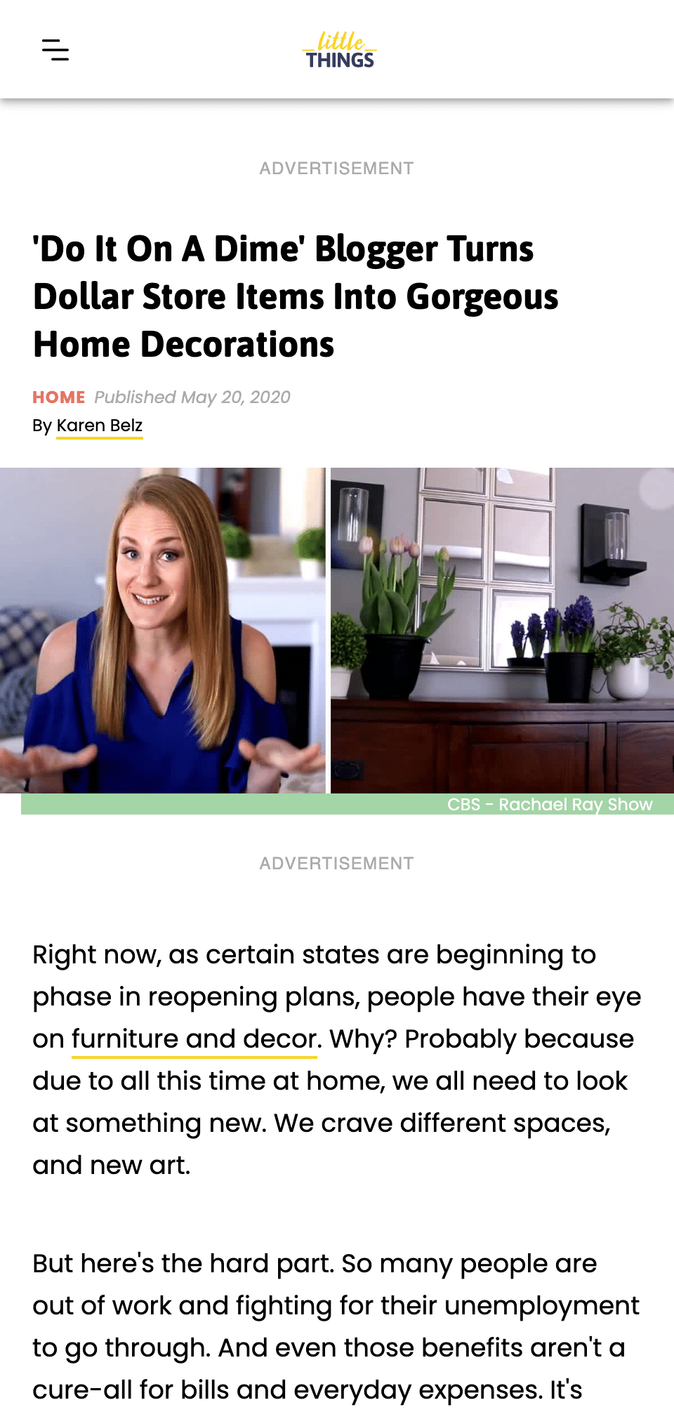 little
THINGS
ADVERTISEMENT
'Do It On A Dime' Blogger Turns
Dollar Store Items Into Gorgeous
Home Decorations
HOME Published May 20, 2020
By Karen Belz
CBS - Rachael Ray Show
ADVERTISEMENT
Right now, as certain states are beginning to
phase in reopening plans, people have their eye
on furniture and decor. Why? Probably because
due to all this time at home, we all need to look
at something new. We crave different spaces,
and new art.
But here's the hard part. So many people are
out of work and fighting for their unemployment
to go through. And even those benefits aren't a
cure-all for bills and everyday expenses. It's